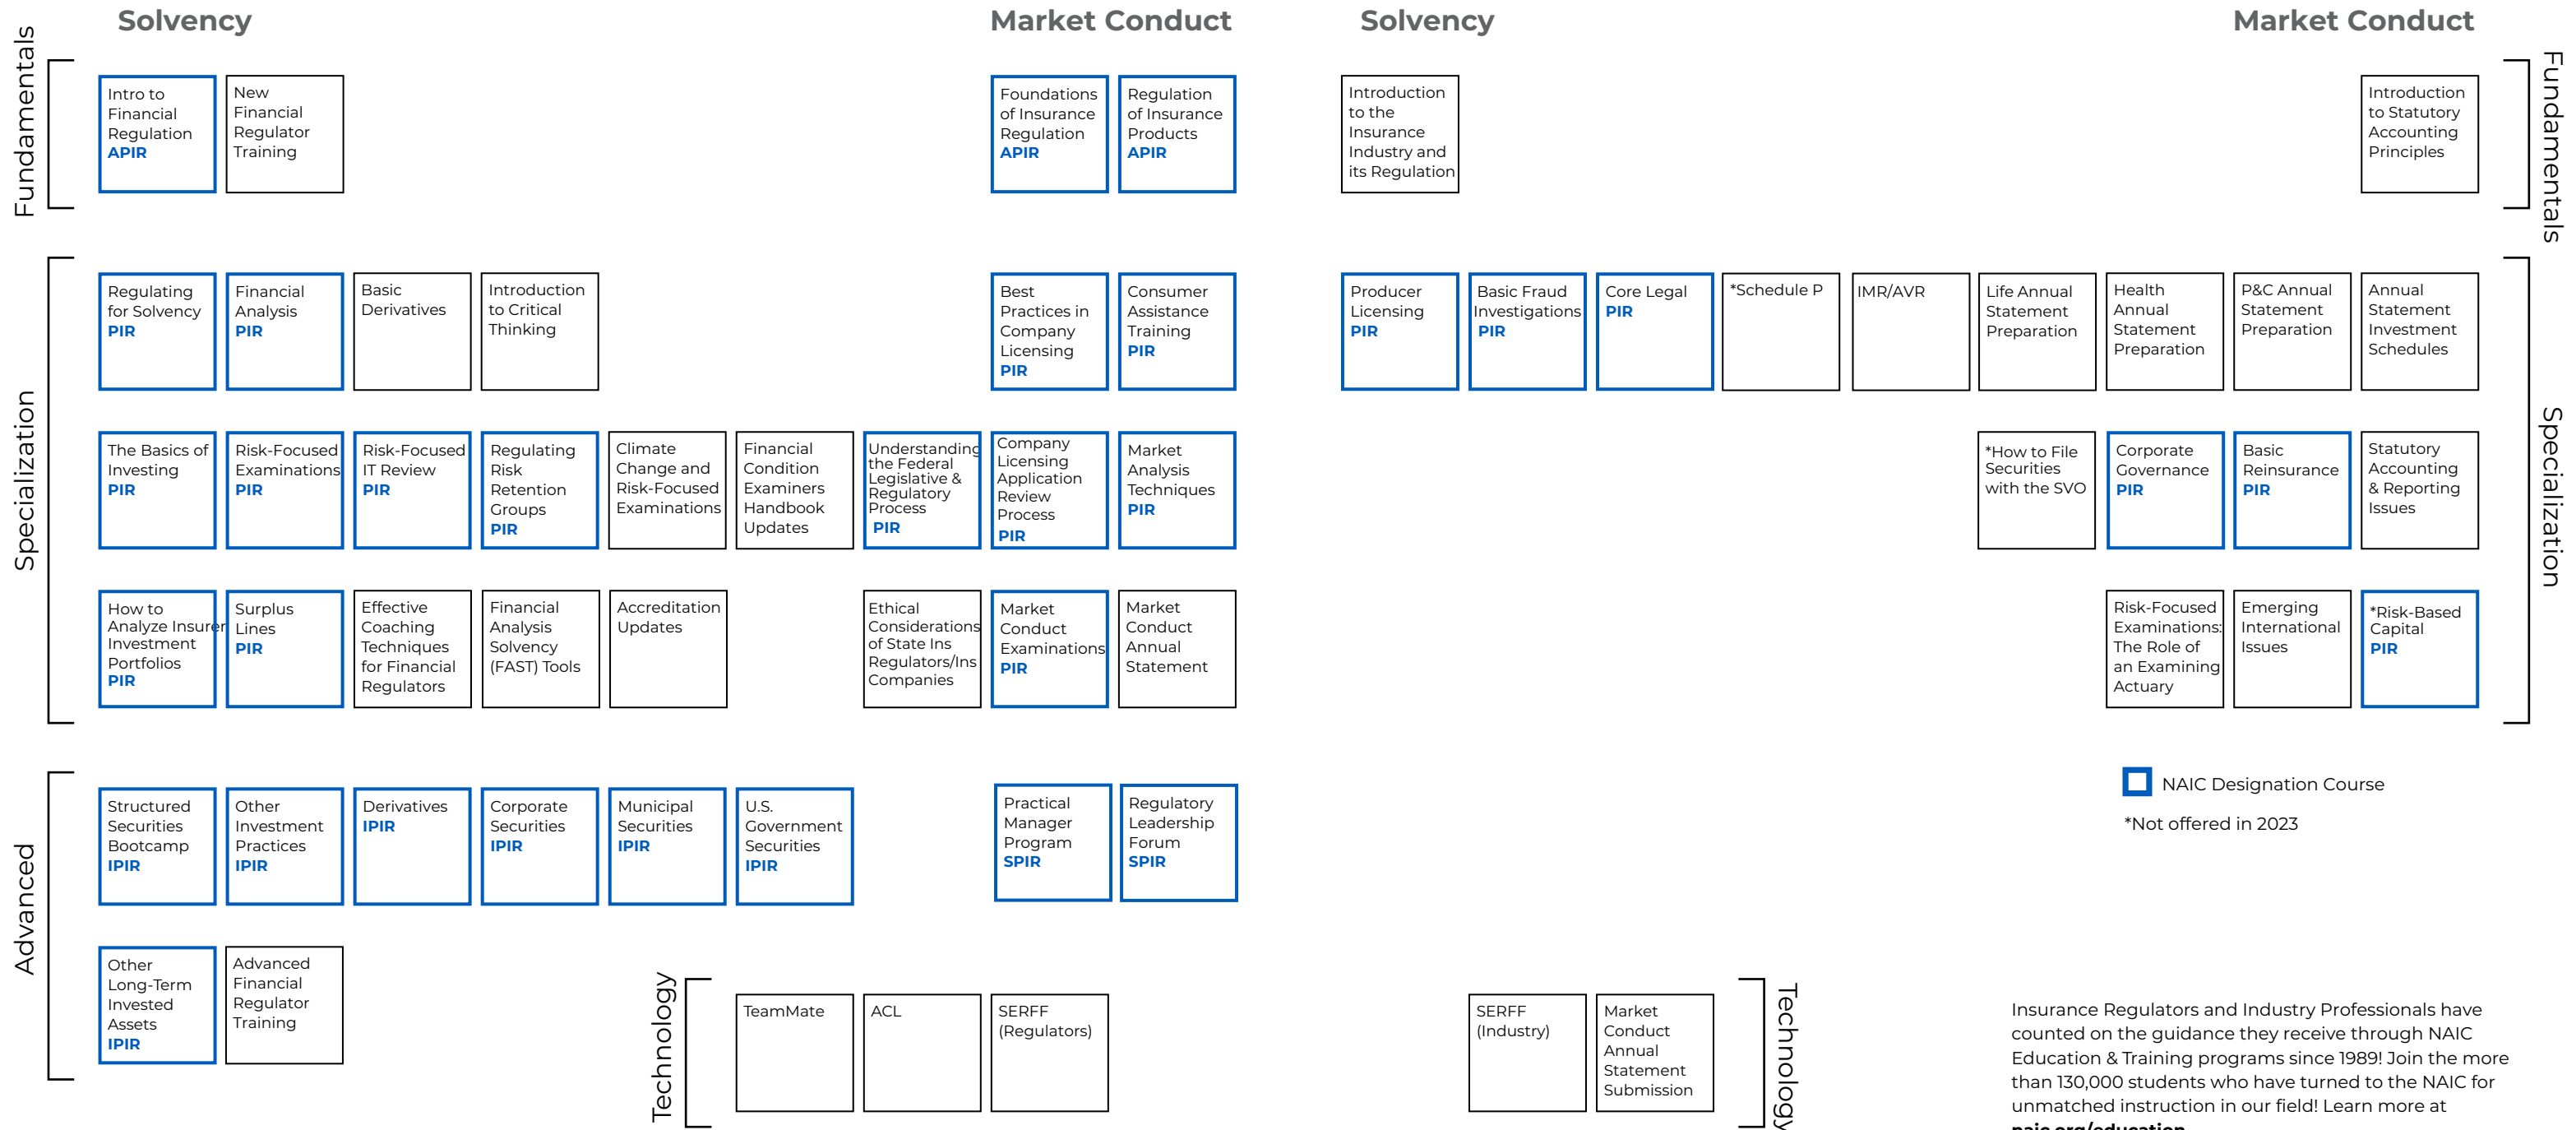 Solvency
Market Conduct
Solvency
Market Conduct
Fundamentals
Intro to
Financial
Regulation
APIR
New
Financial
Regulator
Training
Foundations
of Insurance
Regulation
APIR
Regulation
of Insurance
Products
APIR
Introduction
to the
Insurance
Industry and
its Regulation
Introduction
to Statutory
Accounting
Principles
Fundamentals
Specialization
Regulating
for Solvency
PIR
Financial
Analysis
PIR
Basic
Derivatives
Introduction
to Critical
Thinking
Best
Practices in
Company
Licensing
PIR
Consumer
Assistance
Training
PIR
Producer
Licensing
PIR
Basic Fraud
Investigations
PIR
Core Legal
PIR
*Schedule P
IMR/AVR
Life Annual
Statement
Preparation
Health
Annual
Statement
Preparation
P&C Annual
Statement
Preparation
Annual
Statement
Investment
Schedules
The Basics of
Investing
PIR
Risk-Focused
Examinations
PIR
Risk-Focused
IT Review
PIR
Regulating
Risk
Retention
Groups
PIR
Climate
Change and
Risk-Focused
Examinations
Financial
Condition
Examiners
Handbook
Updates
Understanding
the Federal
Legislative &
Regulatory
Process
PIR
Company
Licensing
Application
Review
Process
PIR
Market
Analysis
Techniques
PIR
*How to File
Securities
with the SVO
Corporate
Governance
PIR
Basic
Reinsurance
PIR
Statutory
Accounting
& Reporting
Issues
Specialization
How to
Analyze Insurer
Investment
Portfolios
PIR
Surplus
Lines
PIR
Effective
Coaching
Techniques
for Financial
Regulators
Financial
Analysis
Solvency
(FAST) Tools
Accreditation
Updates
Ethical
Considerations
of State Ins
Regulators/Ins
Companies
Market
Conduct
Examinations
PIR
Market
Conduct
Annual
Statement
Risk-Focused
Examinations:
The Role of
an Examining
Actuary
Emerging
International
Issues
*Risk-Based
Capital
PIR
Advanced
Structured
Securities
Bootcamp
IPIR
Other
Investment
Practices
IPIR
Derivatives
IPIR
Corporate
Securities
IPIR
Municipal
Securities
IPIR
U.S.
Government
Securities
IPIR
Practical
Manager
Program
SPIR
Regulatory
Leadership
Forum
SPIR
NAIC Designation Course
*Not offered in 2023
Other
Long-Term
Invested
Assets
IPIR
Advanced
Financial
Regulator
Training
Technology
TeamMate
ACL
SERFF
(Regulators)
SERFF
(Industry)
Market
Conduct
Annual
Statement
Submission
Technology
Insurance Regulators and Industry Professionals have
counted on the guidance they receive through NAIC
Education & Training programs since 1989! Join the more
than 130,000 students who have turned to the NAIC for
unmatched instruction in our field! Learn more at
naic.org/education